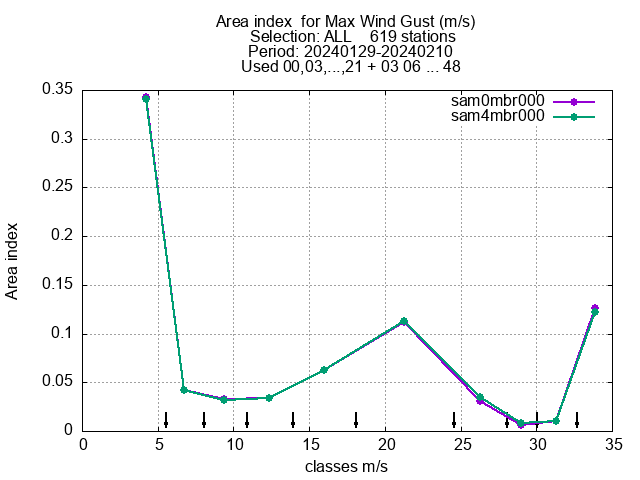 Area index  for Max Wind Gust (m/s)
Selection: ALL    619 stations
Period: 20240129-20240210
Used 00,03,...,21 + 03 06 ... 48
sam0mbr000
sam4mbr000
0.35
0.3
0.25
0.2
0.15
0.1
0.05
0
Area index
0 5 10 15 20 25 30 35
classes m/s